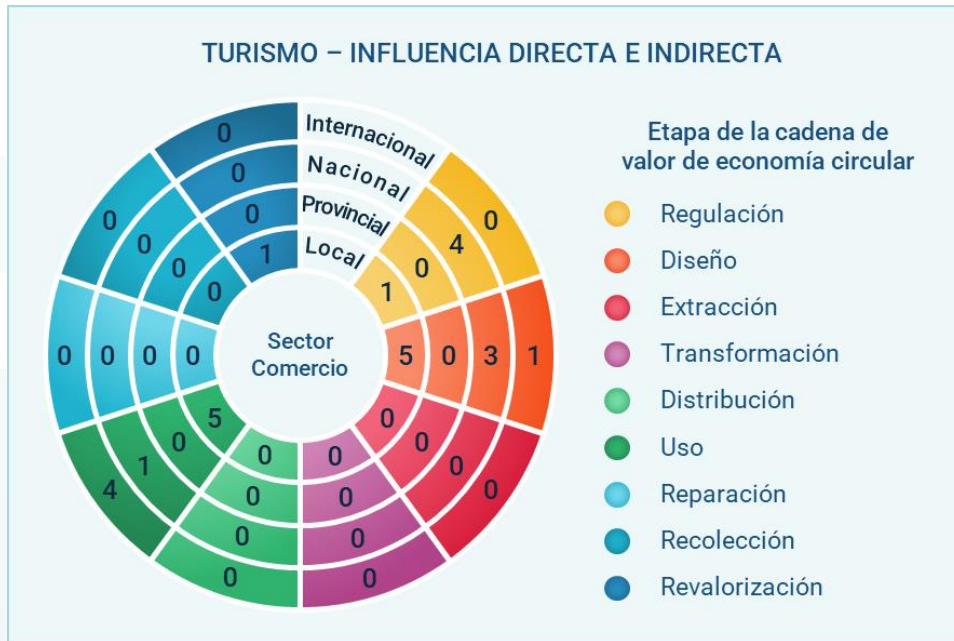 TURISMO – INFLUENCIA DIRECTA E INDIRECTA
Internacional
Nacional
Provincial
Local
0
4
0
1
1
3
0
5
0
0
0
0
0
0
0
0
0
0
0
0
4
1
0
5
0
0
0
0
0
0
0
0
0
0
0
1
Sector
Comercio
Etapa de la cadena de
valor de economía circular
Regulación
Diseño
Extracción
Transformación
Distribución
Uso
Reparación
Recolección
Revalorización